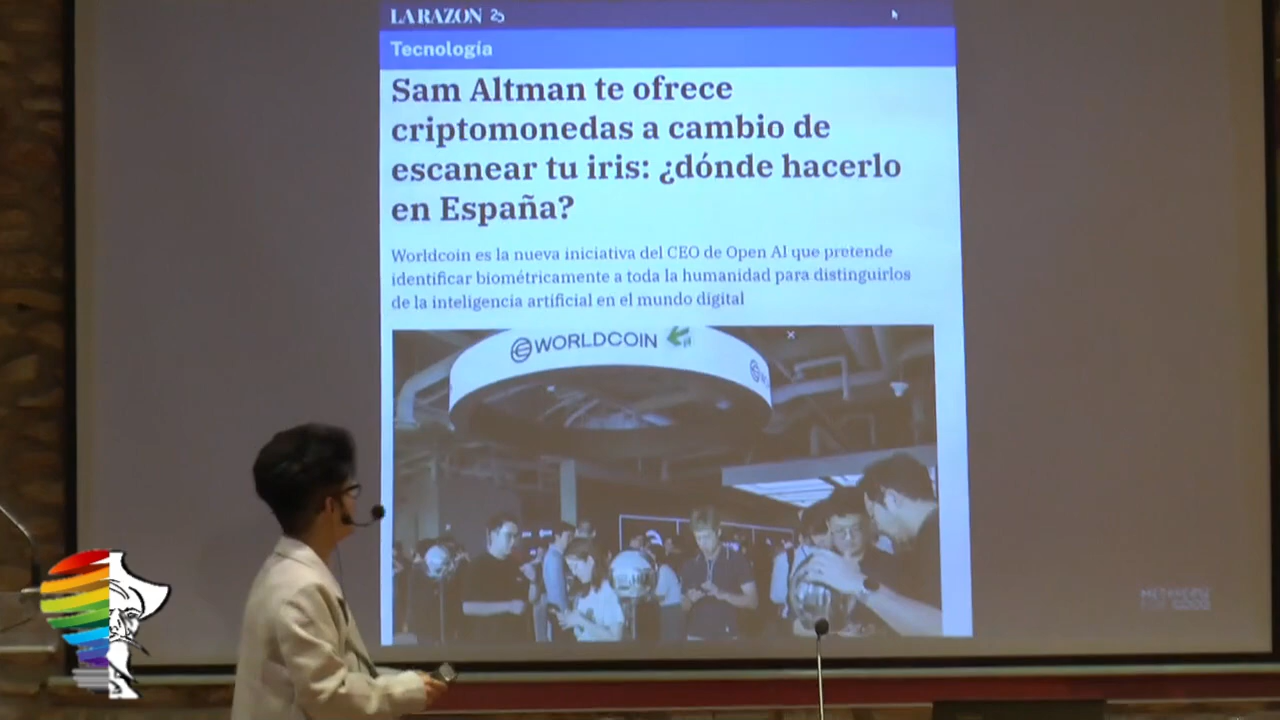 LA RAZON 25
Tecnología
Sam Altman te ofrece
criptomonedas a cambio de
escanear tu iris: ¿dónde hacerlo
en España?
Worldcoin es la nueva iniciativa del CEO de Open AI que pretende
identificar biométricamente a toda la humanidad para distinguirlos
de la inteligencia artificial en el mundo digital
WORLDCOIN